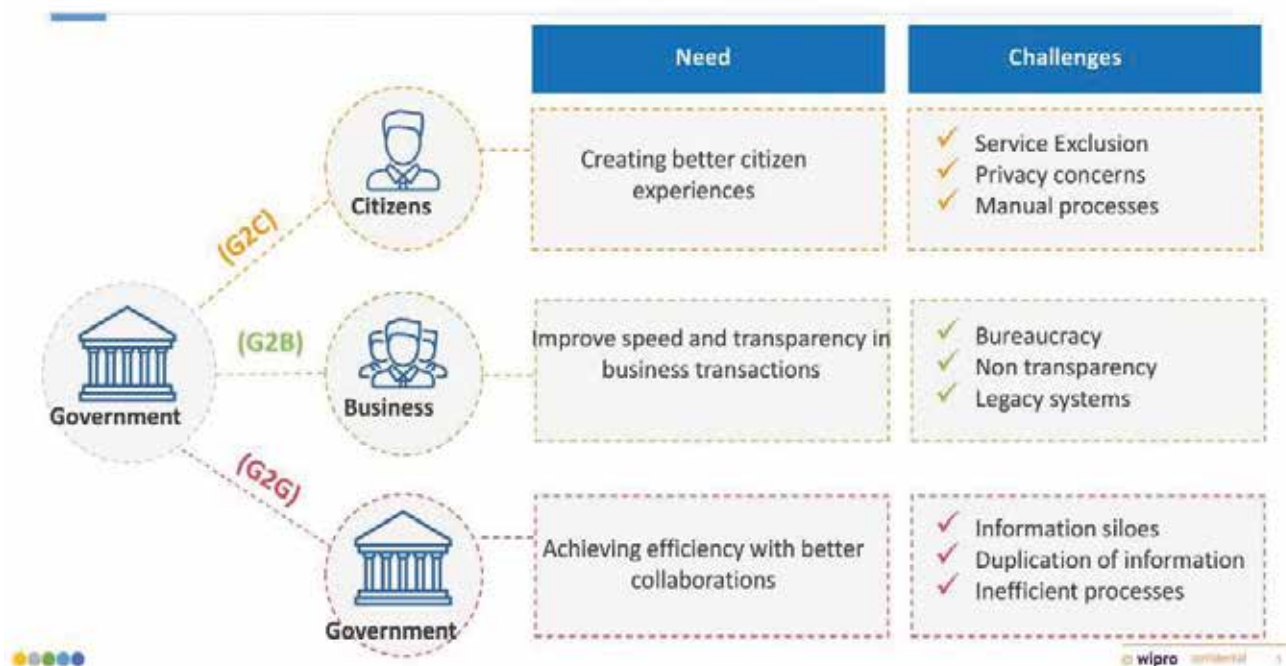 Need
Challenges
(G2C)
Citizens
Creating better citizen
experiences
✓ Service Exclusion
✓ Privacy concerns
✓ Manual processes
Government
(G2B)
Business
Improve speed and transparency in
business transactions
✓ Bureaucracy
✓ Non transparency
✓ Legacy systems
(G2G)
Government
Achieving efficiency with better
collaborations
✓ Information siloes
✓ Duplication of information
✓ Inefficient processes
wipro confidential